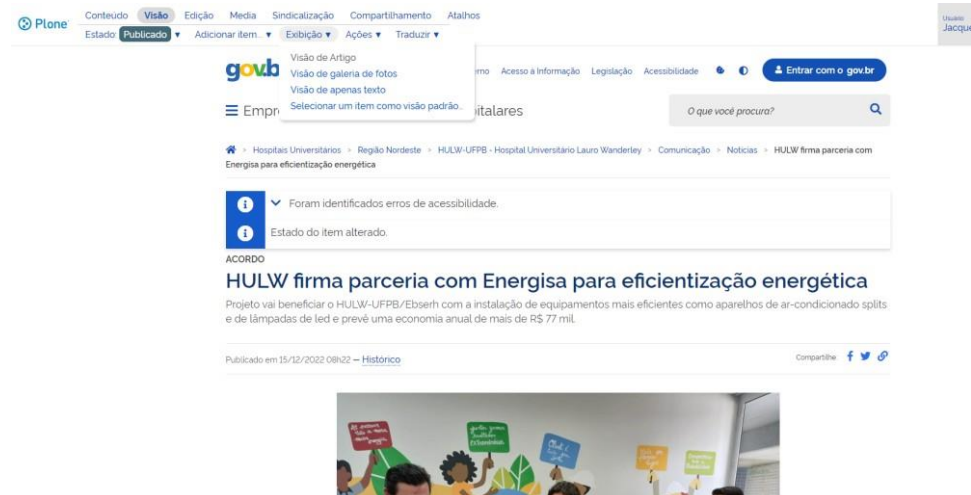 Plone
Conteúdo Visão Edição Media Sindicalização Compartilhamento Atalhos
Estado: Publicado ▼ Adicionar item… ▼ Exibição ▼ Ações ▼ Traduzir ▼
Usuário
Jacque
Visão de Artigo
Visão de galeria de fotos
Visão de apenas texto
Selecionar um item como visão padrão…
gov.b
rno Acesso à Informação Legislação Acessibilidade Entrar com o gov.br
Empre italares O que você procura?
> Hospitais Universitários > Região Nordeste > HULW-UFPB - Hospital Universitário Lauro Wanderley > Comunicação > Notícias > HULW firma parceria com
Energisa para eficientização energética
Foram identificados erros de acessibilidade.
Estado do item alterado.
ACORDO
HULW firma parceria com Energisa para eficientização energética
Projeto vai beneficiar o HULW-UFPB/Ebserh com a instalação de equipamentos mais eficientes como aparelhos de ar-condicionado splits
e de lâmpadas de led e prevê uma economia anual de mais de R$ 77 mil.
Publicado em 15/12/2022 08h22 — Histórico
Compartilhe: